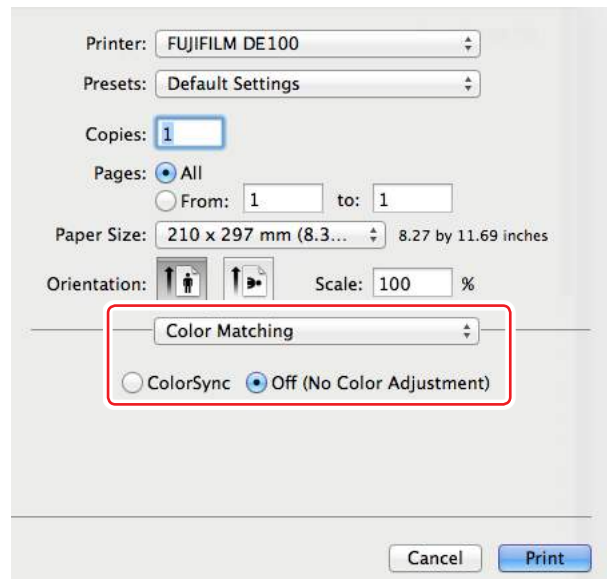 Printer: FUJIFILM DE100
Presets: Default Settings
Copies: 1
Pages: All
From: 1 to: 1
Paper Size: 210 x 297 mm (8.3... 8.27 by 11.69 inches
Orientation: Scale: 100 %
Color Matching
ColorSync Off (No Color Adjustment)
Cancel Print